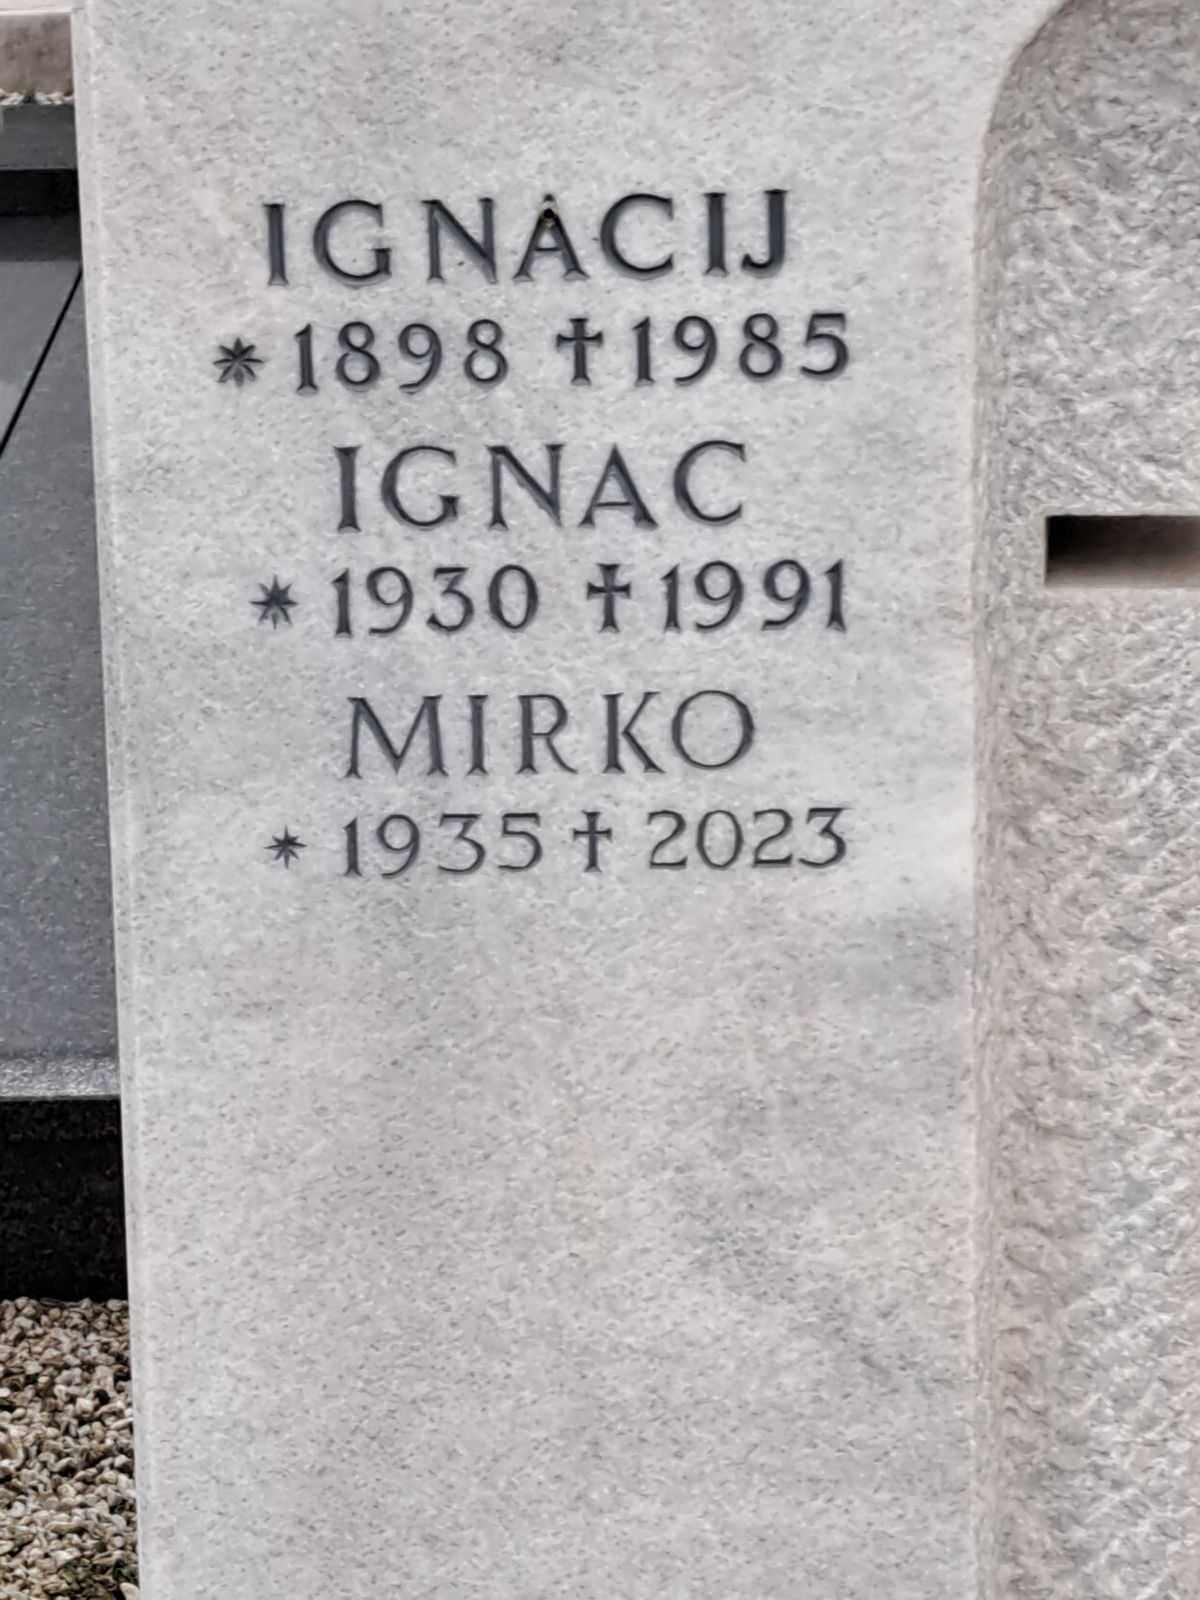 IGNACIJ
* 1898 † 1985
IGNAC
* 1930 † 1991
MIRKO
* 1935 † 2023